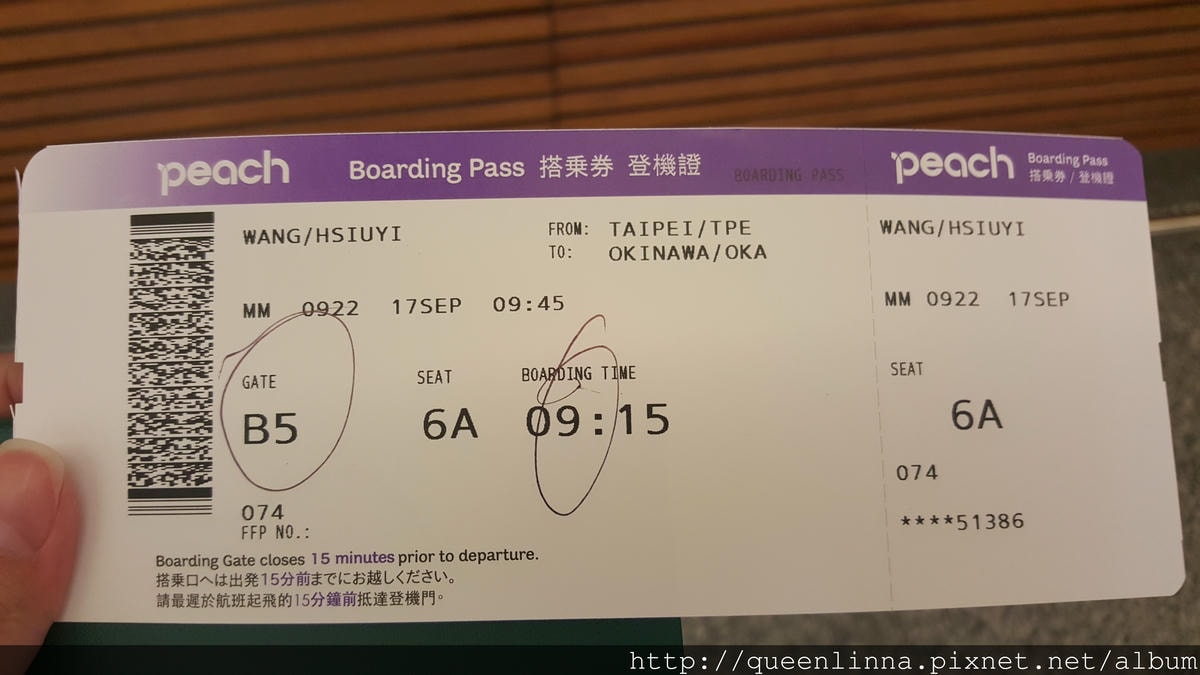 peach Boarding Pass 搭乗券 登機證 BOARDING PASS
WANG/HSIUYI
FROM: TAIPEI/TPE
TO: OKINAWA/OKA
MM 0922 17SEP 09:45
GATE SEAT BOARDING TIME
B5 6A 09:15
074
FFP NO.:
Boarding Gate closes 15 minutes prior to departure.
搭乗口へは出発15分前までにお越しください。
請最遲於航班起飛的15分鐘前抵達登機門。
peach Boarding Pass
搭乗券 / 登機證
WANG/HSIUYI
MM 0922 17SEP
SEAT
6A
074
****51386
http://queenlinna.pixnet.net/album